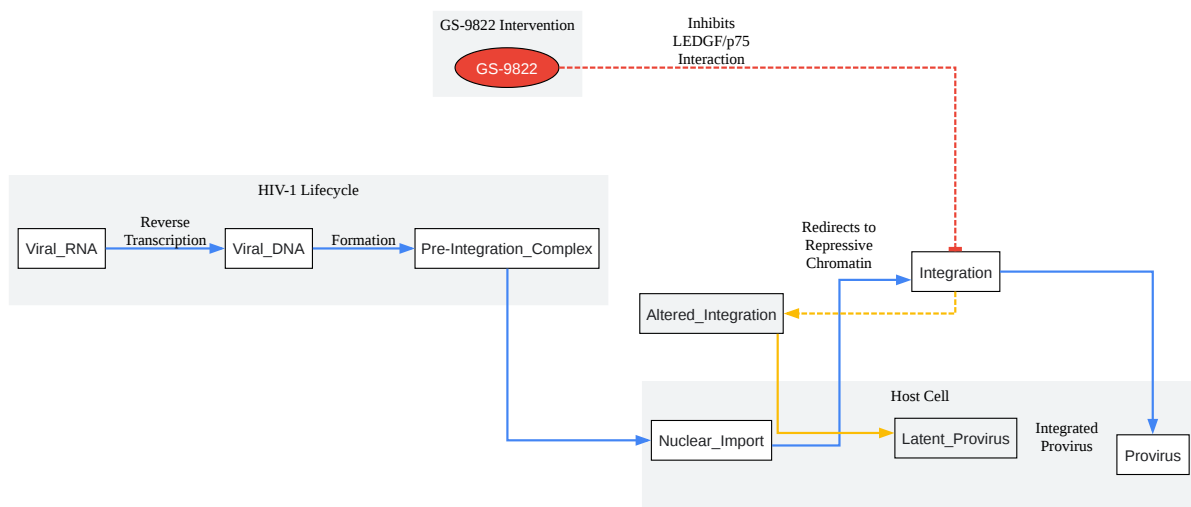 GS-9822 Intervention
GS-9822
Inhibits
LEDGF/p75
Interaction
HIV-1 Lifecycle
Viral_RNA
Reverse
Transcription
Viral_DNA
Formation
Pre-Integration_Complex
Redirects to
Repressive
Chromatin
Integration
Altered_Integration
Host Cell
Nuclear_Import
Latent_Provirus
Integrated
Provirus
Provirus